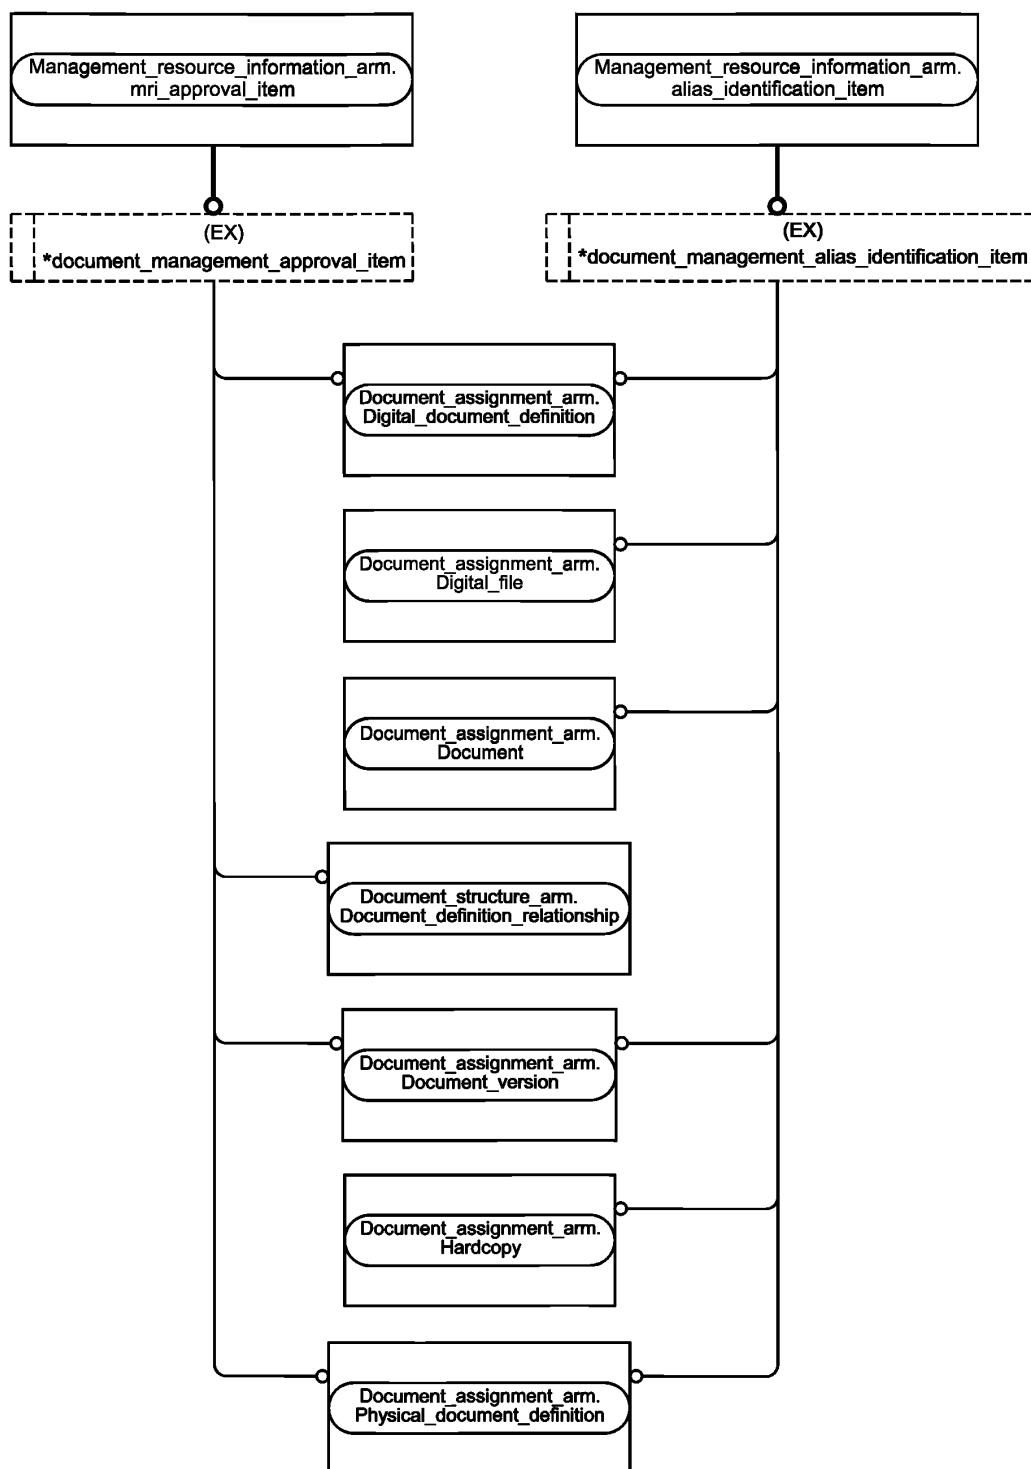 Management_resource_information_arm.
mri_approval_item
Management_resource_information_arm.
alias_identification_item
(EX)
*document_management_approval_item
(EX)
*document_management_alias_identification_item
Document_assignment_arm.
Digital_document_definition
Document_assignment_arm.
Digital_file
Document_assignment_arm.
Document
Document_structure_arm.
Document_definition_relationship
Document_assignment_arm.
Document_version
Document_assignment_arm.
Hardcopy
Document_assignment_arm.
Physical_document_definition